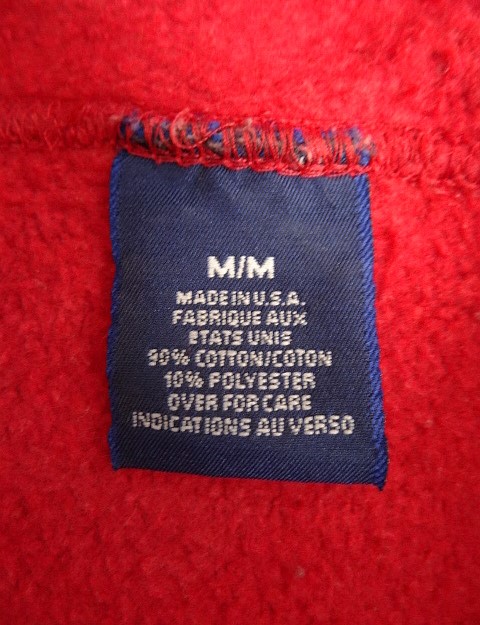 M/M
MADE IN U.S.A.
FABRIQUE AUX
ETATS UNIS
90% COTTON/COTON
10% POLYESTER
OVER FOR CARE
INDICATIONS AU VERSO